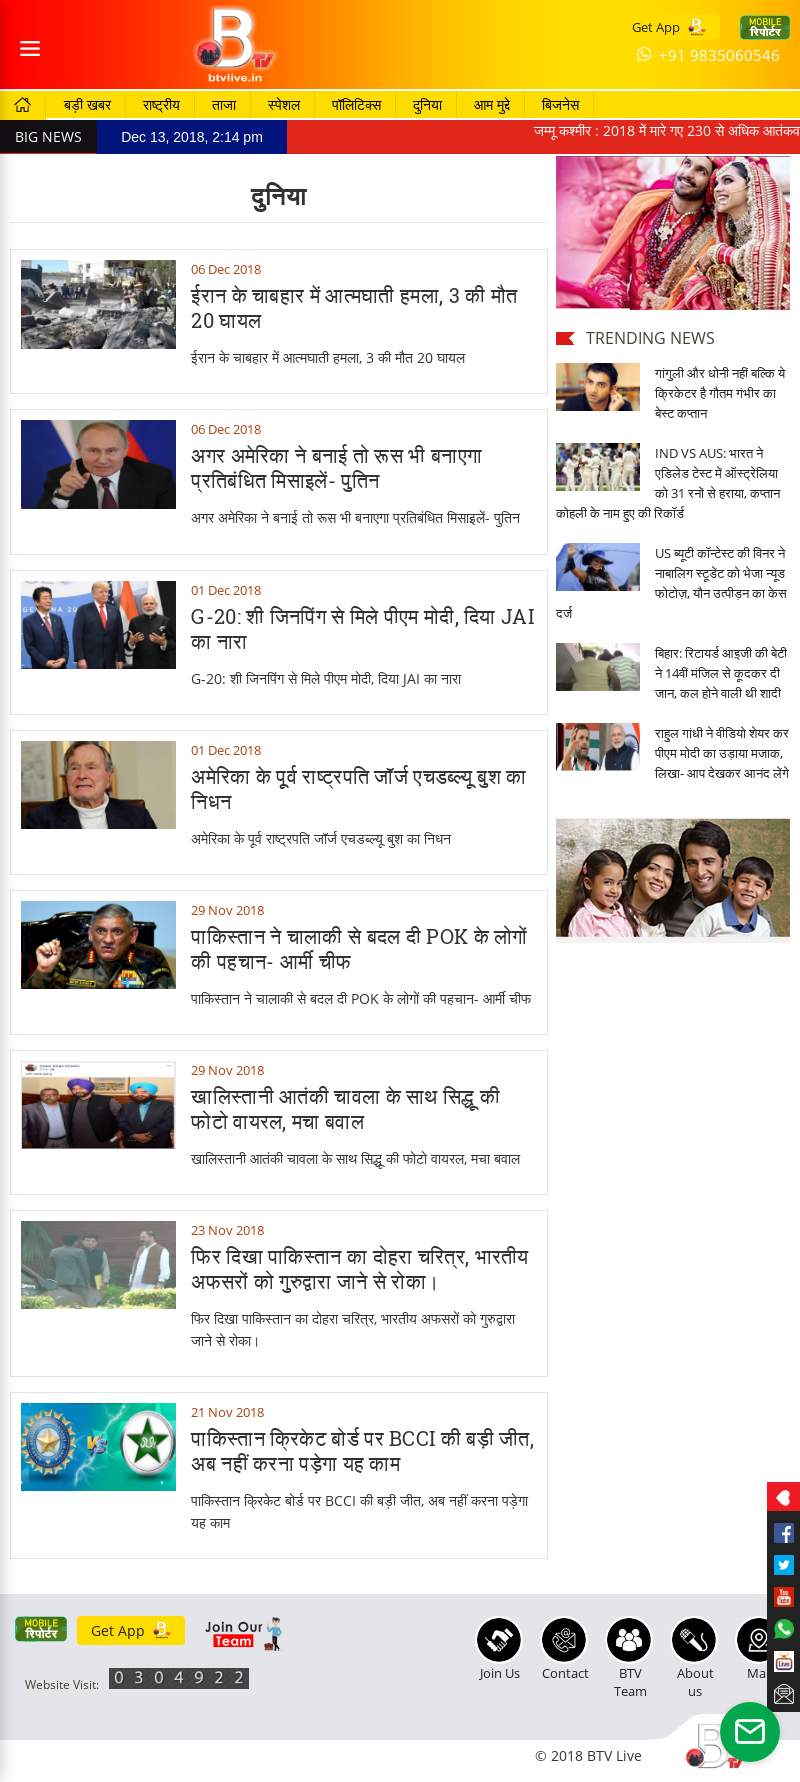 B
TV
btvlive.in
Get App
MOBILE
रिपोर्टर
+91 9835060546
बड़ी खबर राष्ट्रीय ताजा स्पेशल पॉलिटिक्स दुनिया आम मुद्दे बिजनेस
BIG NEWS Dec 13, 2018, 2:14 pm जम्मू कश्मीर : 2018 में मारे गए 230 से अधिक आतंकव
दुनिया
06 Dec 2018
ईरान के चाबहार में आत्मघाती हमला, 3 की मौत
20 घायल
ईरान के चाबहार में आत्मघाती हमला, 3 की मौत 20 घायल
06 Dec 2018
अगर अमेरिका ने बनाई तो रूस भी बनाएगा
प्रतिबंधित मिसाइलें- पुतिन
अगर अमेरिका ने बनाई तो रूस भी बनाएगा प्रतिबंधित मिसाइलें- पुतिन
01 Dec 2018
G-20: शी जिनपिंग से मिले पीएम मोदी, दिया JAI
का नारा
G-20: शी जिनपिंग से मिले पीएम मोदी, दिया JAI का नारा
01 Dec 2018
अमेरिका के पूर्व राष्ट्रपति जॉर्ज एचडब्ल्यू बुश का
निधन
अमेरिका के पूर्व राष्ट्रपति जॉर्ज एचडब्ल्यू बुश का निधन
29 Nov 2018
पाकिस्तान ने चालाकी से बदल दी POK के लोगों
की पहचान- आर्मी चीफ
पाकिस्तान ने चालाकी से बदल दी POK के लोगों की पहचान- आर्मी चीफ
29 Nov 2018
खालिस्तानी आतंकी चावला के साथ सिद्धू की
फोटो वायरल, मचा बवाल
खालिस्तानी आतंकी चावला के साथ सिद्धू की फोटो वायरल, मचा बवाल
23 Nov 2018
फिर दिखा पाकिस्तान का दोहरा चरित्र, भारतीय
अफसरों को गुरुद्वारा जाने से रोका।
फिर दिखा पाकिस्तान का दोहरा चरित्र, भारतीय अफसरों को गुरुद्वारा
जाने से रोका।
VS
21 Nov 2018
पाकिस्तान क्रिकेट बोर्ड पर BCCI की बड़ी जीत,
अब नहीं करना पड़ेगा यह काम
पाकिस्तान क्रिकेट बोर्ड पर BCCI की बड़ी जीत, अब नहीं करना पड़ेगा
यह काम
TRENDING NEWS
गांगुली और धोनी नहीं बल्कि ये
क्रिकेटर है गौतम गंभीर का
बेस्ट कप्तान
IND VS AUS: भारत ने
एडिलेड टेस्ट में ऑस्ट्रेलिया
को 31 रनों से हराया, कप्तान
कोहली के नाम हुए की रिकॉर्ड
US ब्यूटी कॉन्टेस्ट की विनर ने
नाबालिग स्टूडेंट को भेजा न्यूड
फोटोज़, यौन उत्पीड़न का केस
दर्ज
बिहार: रिटायर्ड आइजी की बेटी
ने 14वीं मंजिल से कूदकर दी
जान, कल होने वाली थी शादी
राहुल गांधी ने वीडियो शेयर कर
पीएम मोदी का उड़ाया मजाक,
लिखा- आप देखकर आनंद लेंगे
You
Tube
Live
MOBILE
रिपोर्टर
Get App
Join Our
Team
Website Visit: 0304922
Join Us
Contact
BTV
Team
About
us
Ma
© 2018 BTV Live
B
TV